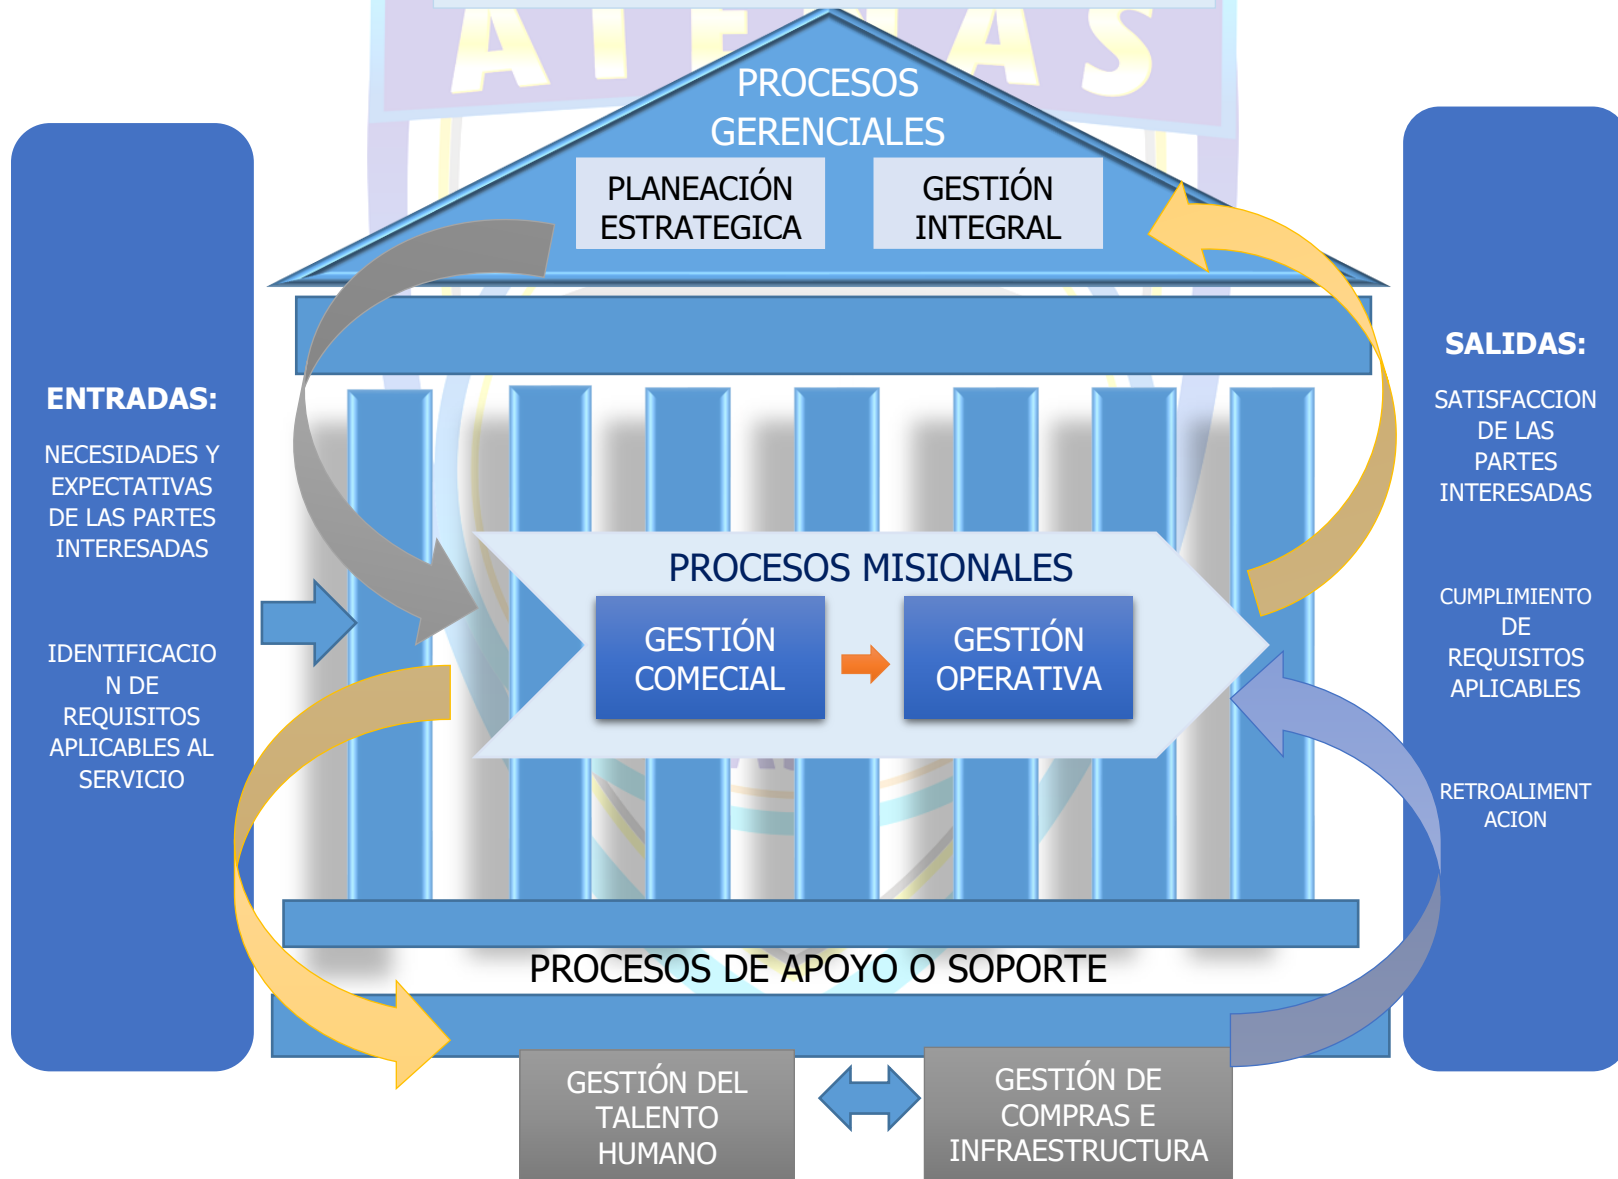 ATENAS
PROCESOS
GERENCIALES
PLANEACIÓN
ESTRATEGICA
GESTIÓN
INTEGRAL
ENTRADAS:
NECESIDADES Y
EXPECTATIVAS
DE LAS PARTES
INTERESADAS
IDENTIFICACIO
N DE
REQUISITOS
APLICABLES AL
SERVICIO
PROCESOS MISIONALES
GESTIÓN
COMECIAL
GESTIÓN
OPERATIVA
SALIDAS:
SATISFACCION
DE LAS
PARTES
INTERESADAS
CUMPLIMIENTO
DE
REQUISITOS
APLICABLES
RETROALIMENT
ACION
PROCESOS DE APOYO O SOPORTE
GESTIÓN DEL
TALENTO
HUMANO
GESTIÓN DE
COMPRAS E
INFRAESTRUCTURA